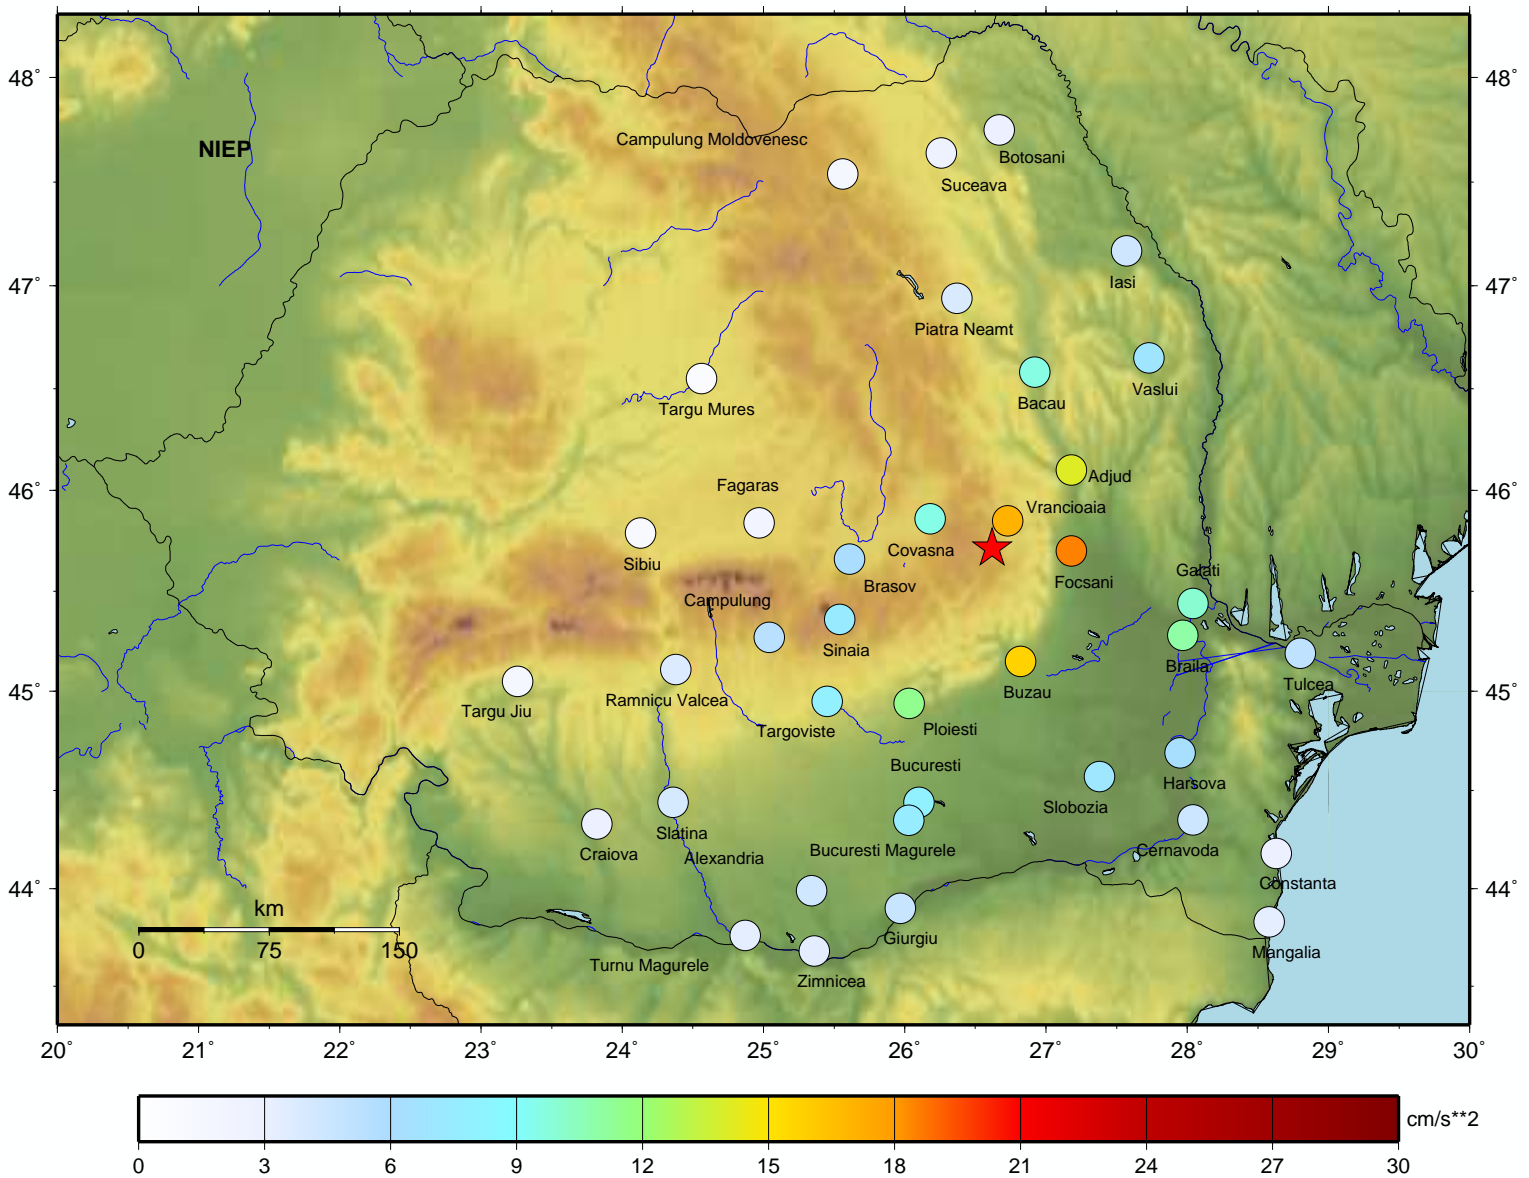 48°
48°
NIEP
Campulung Moldovenesc
Botosani
Suceava
Iasi
47°
47°
Piatra Neamt
Vaslui
Bacau
Targu Mures
Adjud
46°
46°
Fagaras
Vrancioaia
Covasna
Sibiu
Galati
Focsani
Brasov
Campulung
Sinaia
Braila
Tulcea
45°
45°
Buzau
Ramnicu Valcea
Targu Jiu
Targoviste
Ploiesti
Bucuresti
Harsova
Slobozia
Slatina
Craiova
Alexandria
Bucuresti Magurele
Cernavoda
44°
44°
Constanta
km
0 75 150
Giurgiu
Mangalia
Turnu Magurele
Zimnicea
20° 21° 22° 23° 24° 25° 26° 27° 28° 29° 30°
cm/s**2
0 3 6 9 12 15 18 21 24 27 30